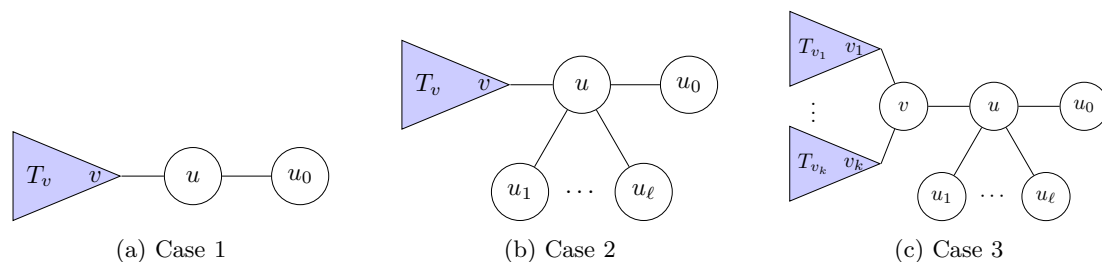 T_v v u u_0
(a) Case 1
T_v v u u_0
u_1 ⋯ u_ℓ
(b) Case 2
T_{v_1} v_1
⋮ v u u_0
T_{v_k} v_k
u_1 ⋯ u_ℓ
(c) Case 3